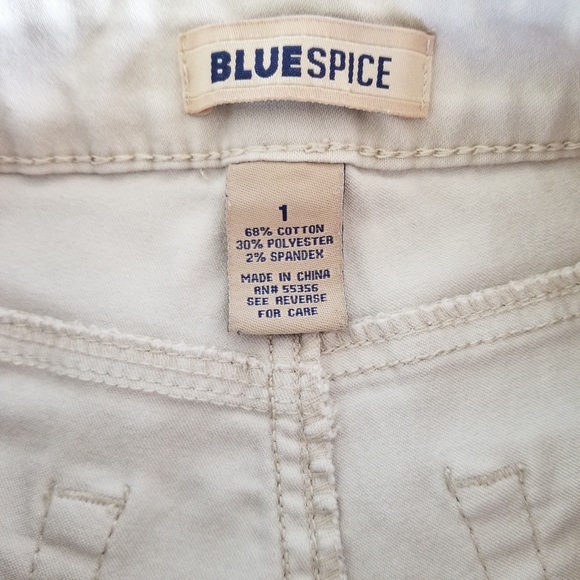 BLUESPICE
1
68% COTTON
30% POLYESTER
2% SPANDEX
MADE IN CHINA
RN# 55356
SEE REVERSE
FOR CARE